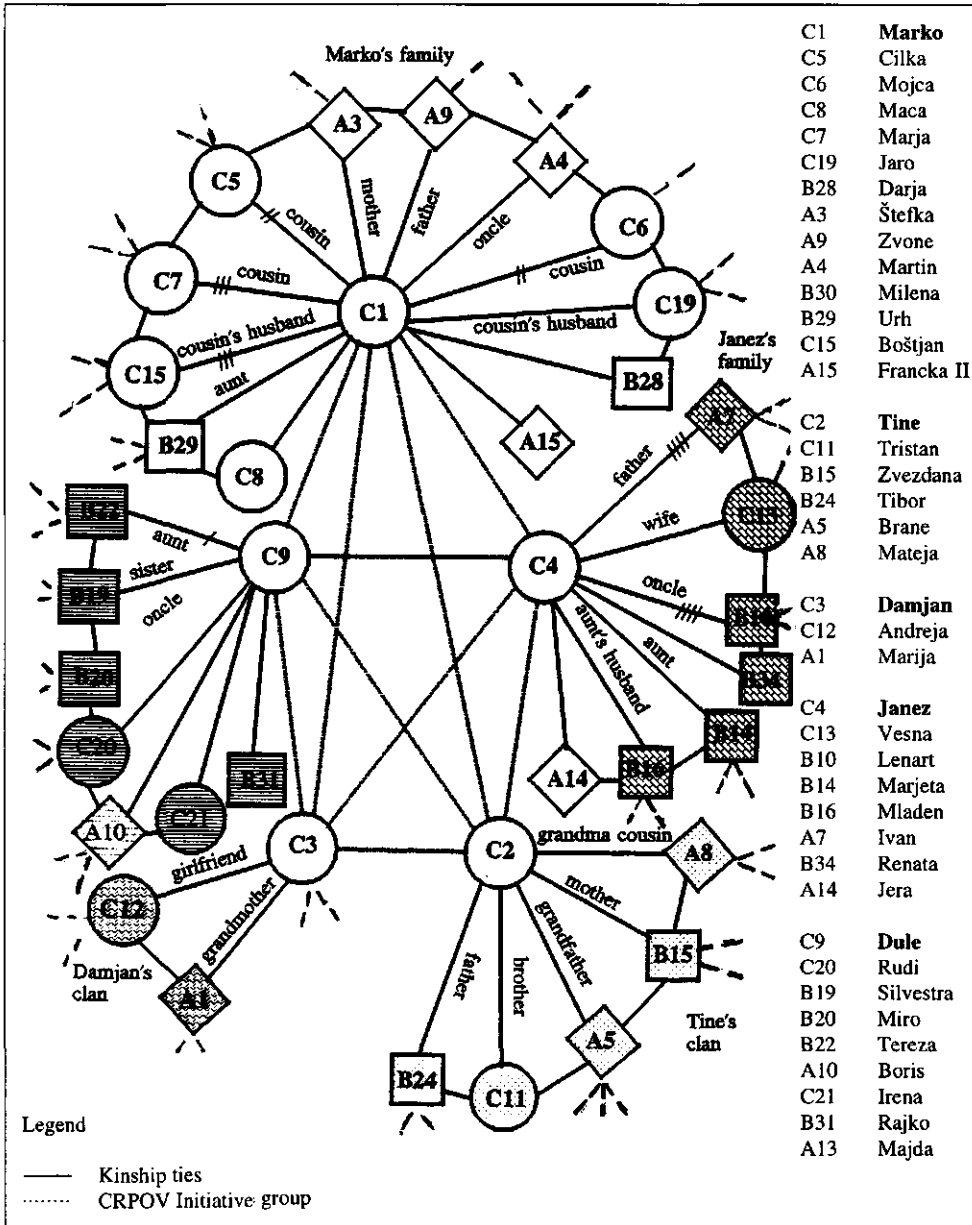 Marko's family
A3
A9
A4
C5
C6
C7
C1
C19
C15
B28
B29
C8
A15
mother
father
oncle
cousin
cousin
cousin
cousin's husband
cousin's husband
aunt
Janez's
family
A7
C13
B10
B34
B14
B16
A14
C4
father
wife
oncle
aunt
aunt's husband
C9
B22
B19
B20
C20
A10
C21
B31
aunt
sister
oncle
C3
C12
A1
girlfriend
grandmother
Damjan's
clan
C2
A8
B15
A5
C11
B24
grandma cousin
mother
grandfather
brother
father
Tine's
clan
Legend
Kinship ties
CRPOV Initiative group
C1 Marko
C5 Cilka
C6 Mojca
C8 Maca
C7 Marja
C19 Jaro
B28 Darja
A3 Štefka
A9 Zvone
A4 Martin
B30 Milena
B29 Urh
C15 Boštjan
A15 Francka II
C2 Tine
C11 Tristan
B15 Zvezdana
B24 Tibor
A5 Brane
A8 Mateja
C3 Damjan
C12 Andreja
A1 Marija
C4 Janez
C13 Vesna
B10 Lenart
B14 Marjeta
B16 Mladen
A7 Ivan
B34 Renata
A14 Jera
C9 Dule
C20 Rudi
B19 Silvestra
B20 Miro
B22 Tereza
A10 Boris
C21 Irena
B31 Rajko
A13 Majda